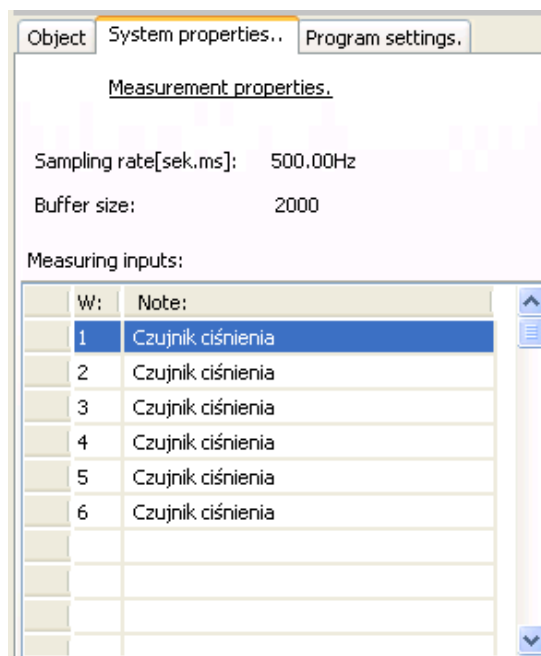 Object System properties.. Program settings.
Measurement properties.
Sampling rate[sek.ms]: 500.00Hz
Buffer size: 2000
Measuring inputs:
W: Note:
1 Czujnik ciśnienia
2 Czujnik ciśnienia
3 Czujnik ciśnienia
4 Czujnik ciśnienia
5 Czujnik ciśnienia
6 Czujnik ciśnienia